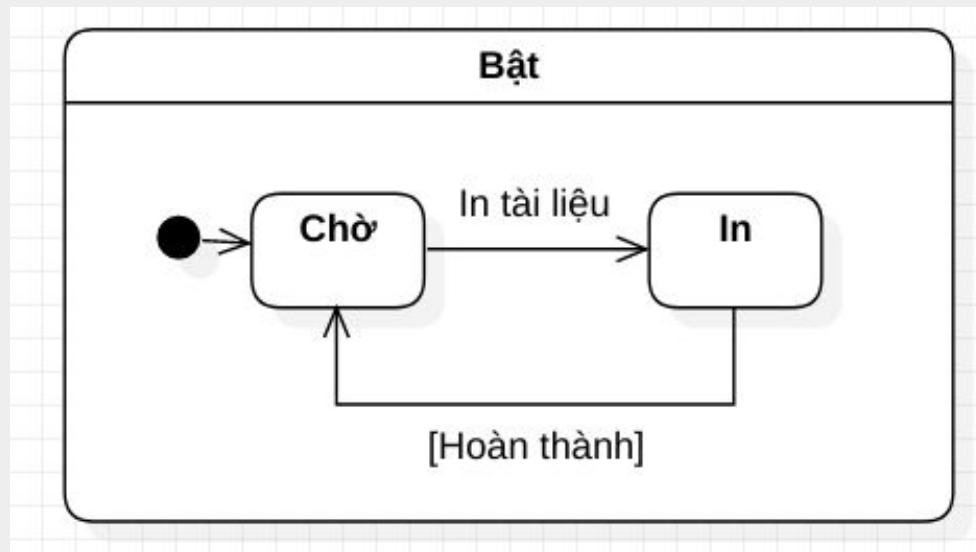 Bật
In tài liệu
Chờ
In
[Hoàn thành]